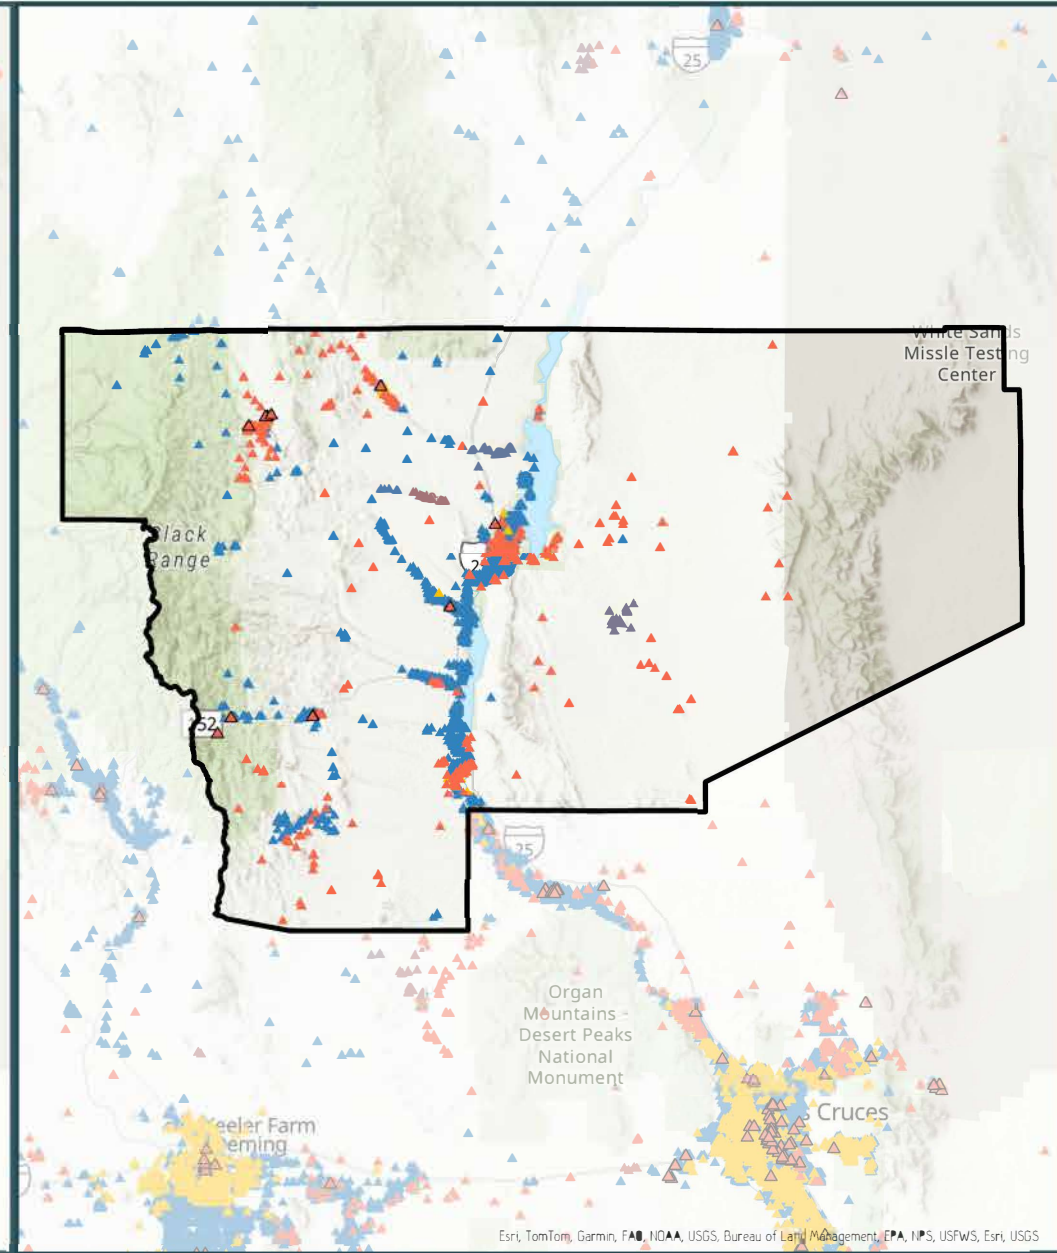 25
White Sands
Missle Testing
Center
Black
Range
2
52
25
Organ
Mountains -
Desert Peaks
National
Monument
Keeler Farm
eming
s Cruces
Esri, TomTom, Garmin, FAO, NOAA, USGS, Bureau of Land Management, EPA, NPS, USFWS, Esri, USGS